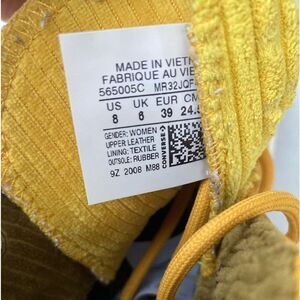 MADE IN VIETN
FABRIQUE AU VIE
565005C MR32JQF
US UK EUR CM
8 6 39 24.5
GENDER: WOMEN
UPPER:LEATHER
LINING: TEXTILE
OUTSOLE: RUBBER
9Z 2008 M88
CONVERSE